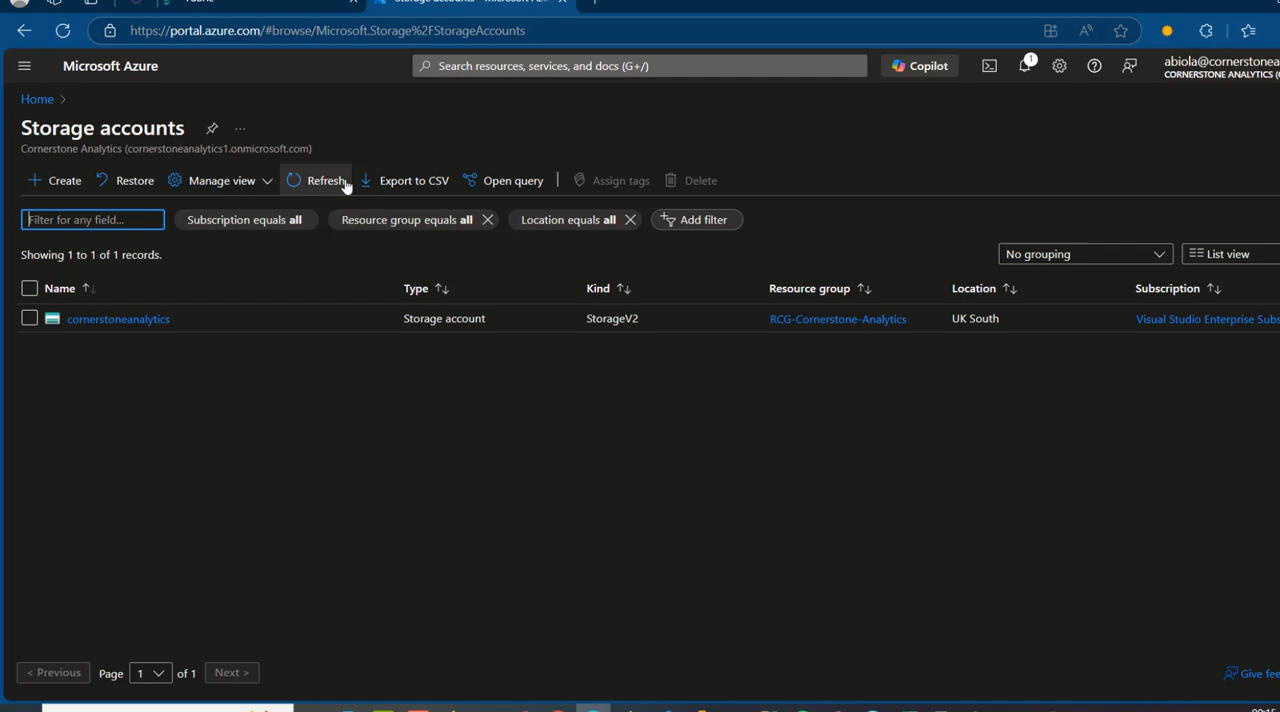 https://portal.azure.com/#browse/Microsoft.Storage%2FStorageAccounts
Microsoft Azure
Search resources, services, and docs (G+/)
Copilot
1
abiola@cornerstonea
CORNERSTONE ANALYTICS (
Home >
Storage accounts
...
Cornerstone Analytics (cornerstoneanalytics1.onmicrosoft.com)
+ Create Restore Manage view Refresh Export to CSV Open query Assign tags Delete
Filter for any field... Subscription equals all Resource group equals all Location equals all Add filter
Showing 1 to 1 of 1 records.
No grouping List view
Name Type Kind Resource group Location Subscription
cornerstoneanalytics Storage account StorageV2 RCG-Cornerstone-Analytics UK South Visual Studio Enterprise Subs
< Previous Page 1 of 1 Next >
Give fee